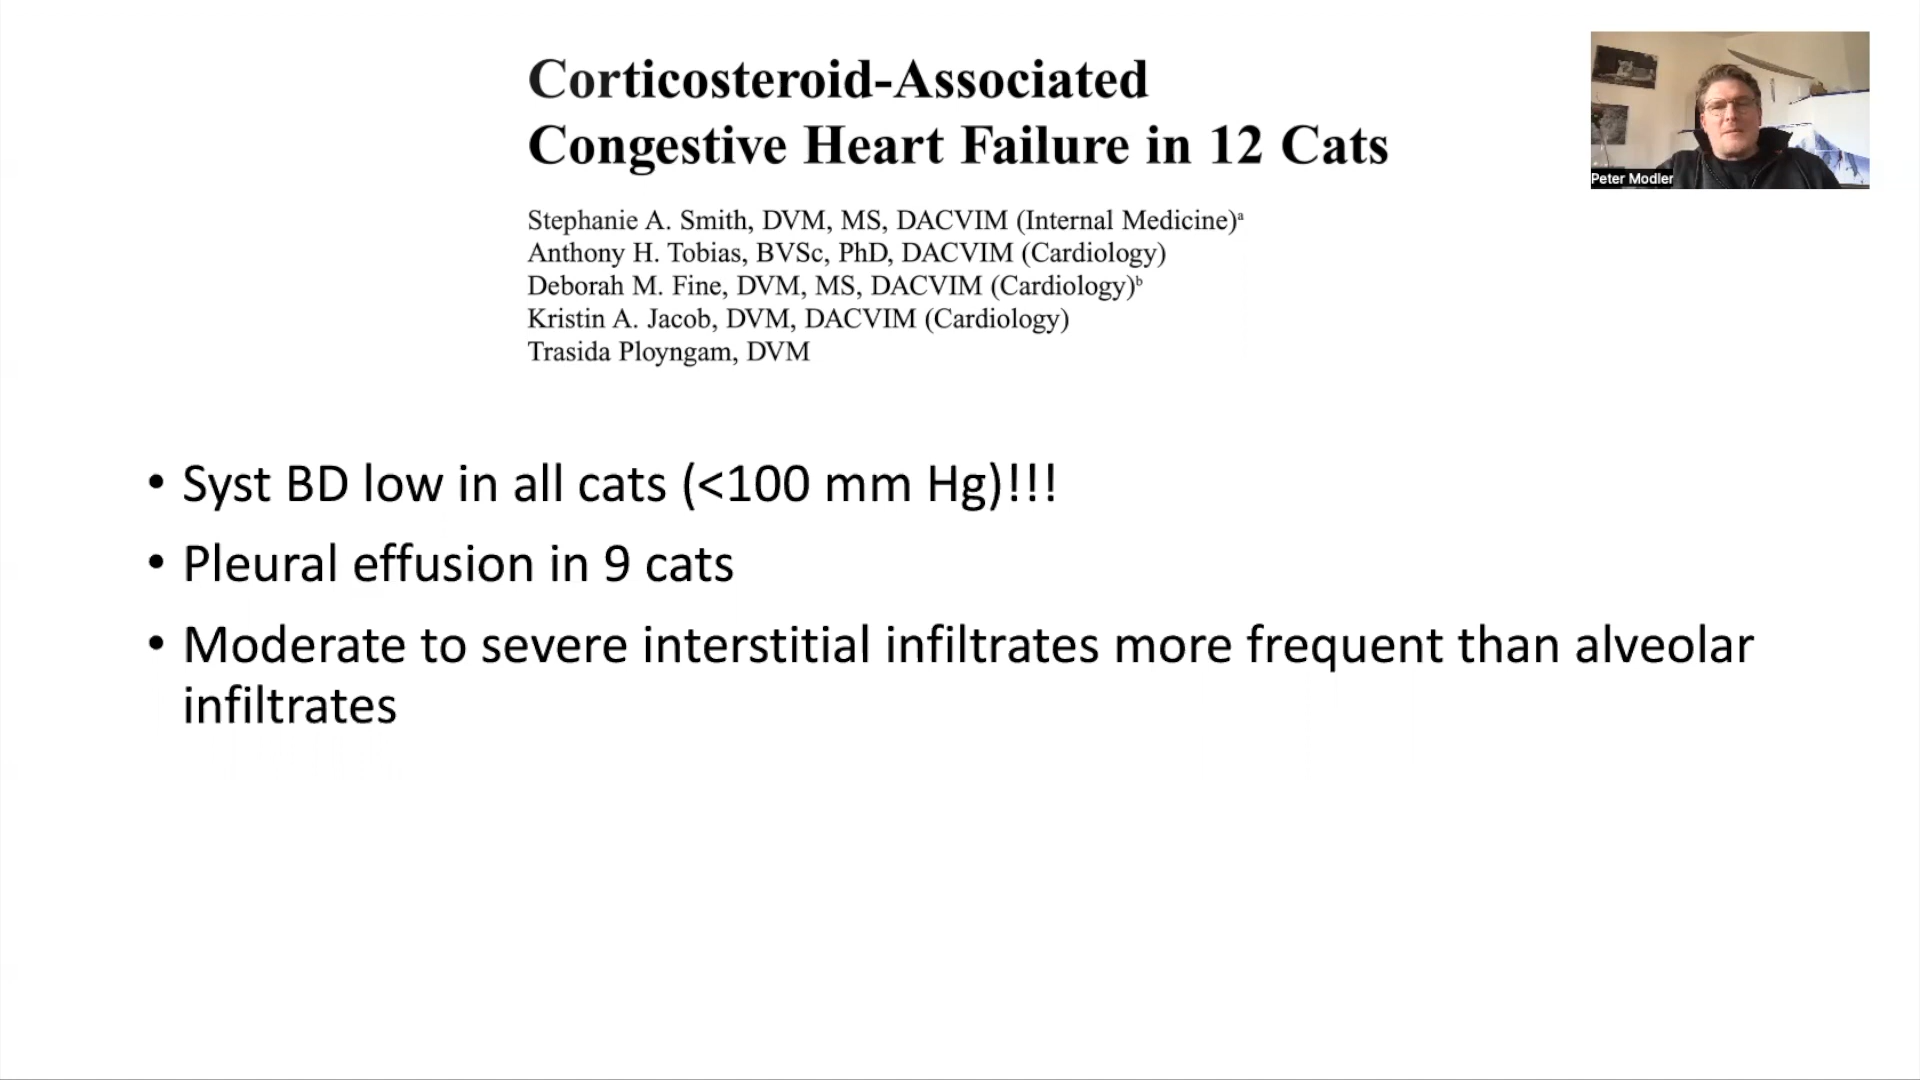 Corticosteroid-Associated
Congestive Heart Failure in 12 Cats
Stephanie A. Smith, DVM, MS, DACVIM (Internal Medicine)ᵃ
Anthony H. Tobias, BVSc, PhD, DACVIM (Cardiology)
Deborah M. Fine, DVM, MS, DACVIM (Cardiology)ᵇ
Kristin A. Jacob, DVM, DACVIM (Cardiology)
Trasida Ployngam, DVM
Peter Modler
• Syst BD low in all cats (<100 mm Hg)!!!
• Pleural effusion in 9 cats
• Moderate to severe interstitial infiltrates more frequent than alveolar
infiltrates